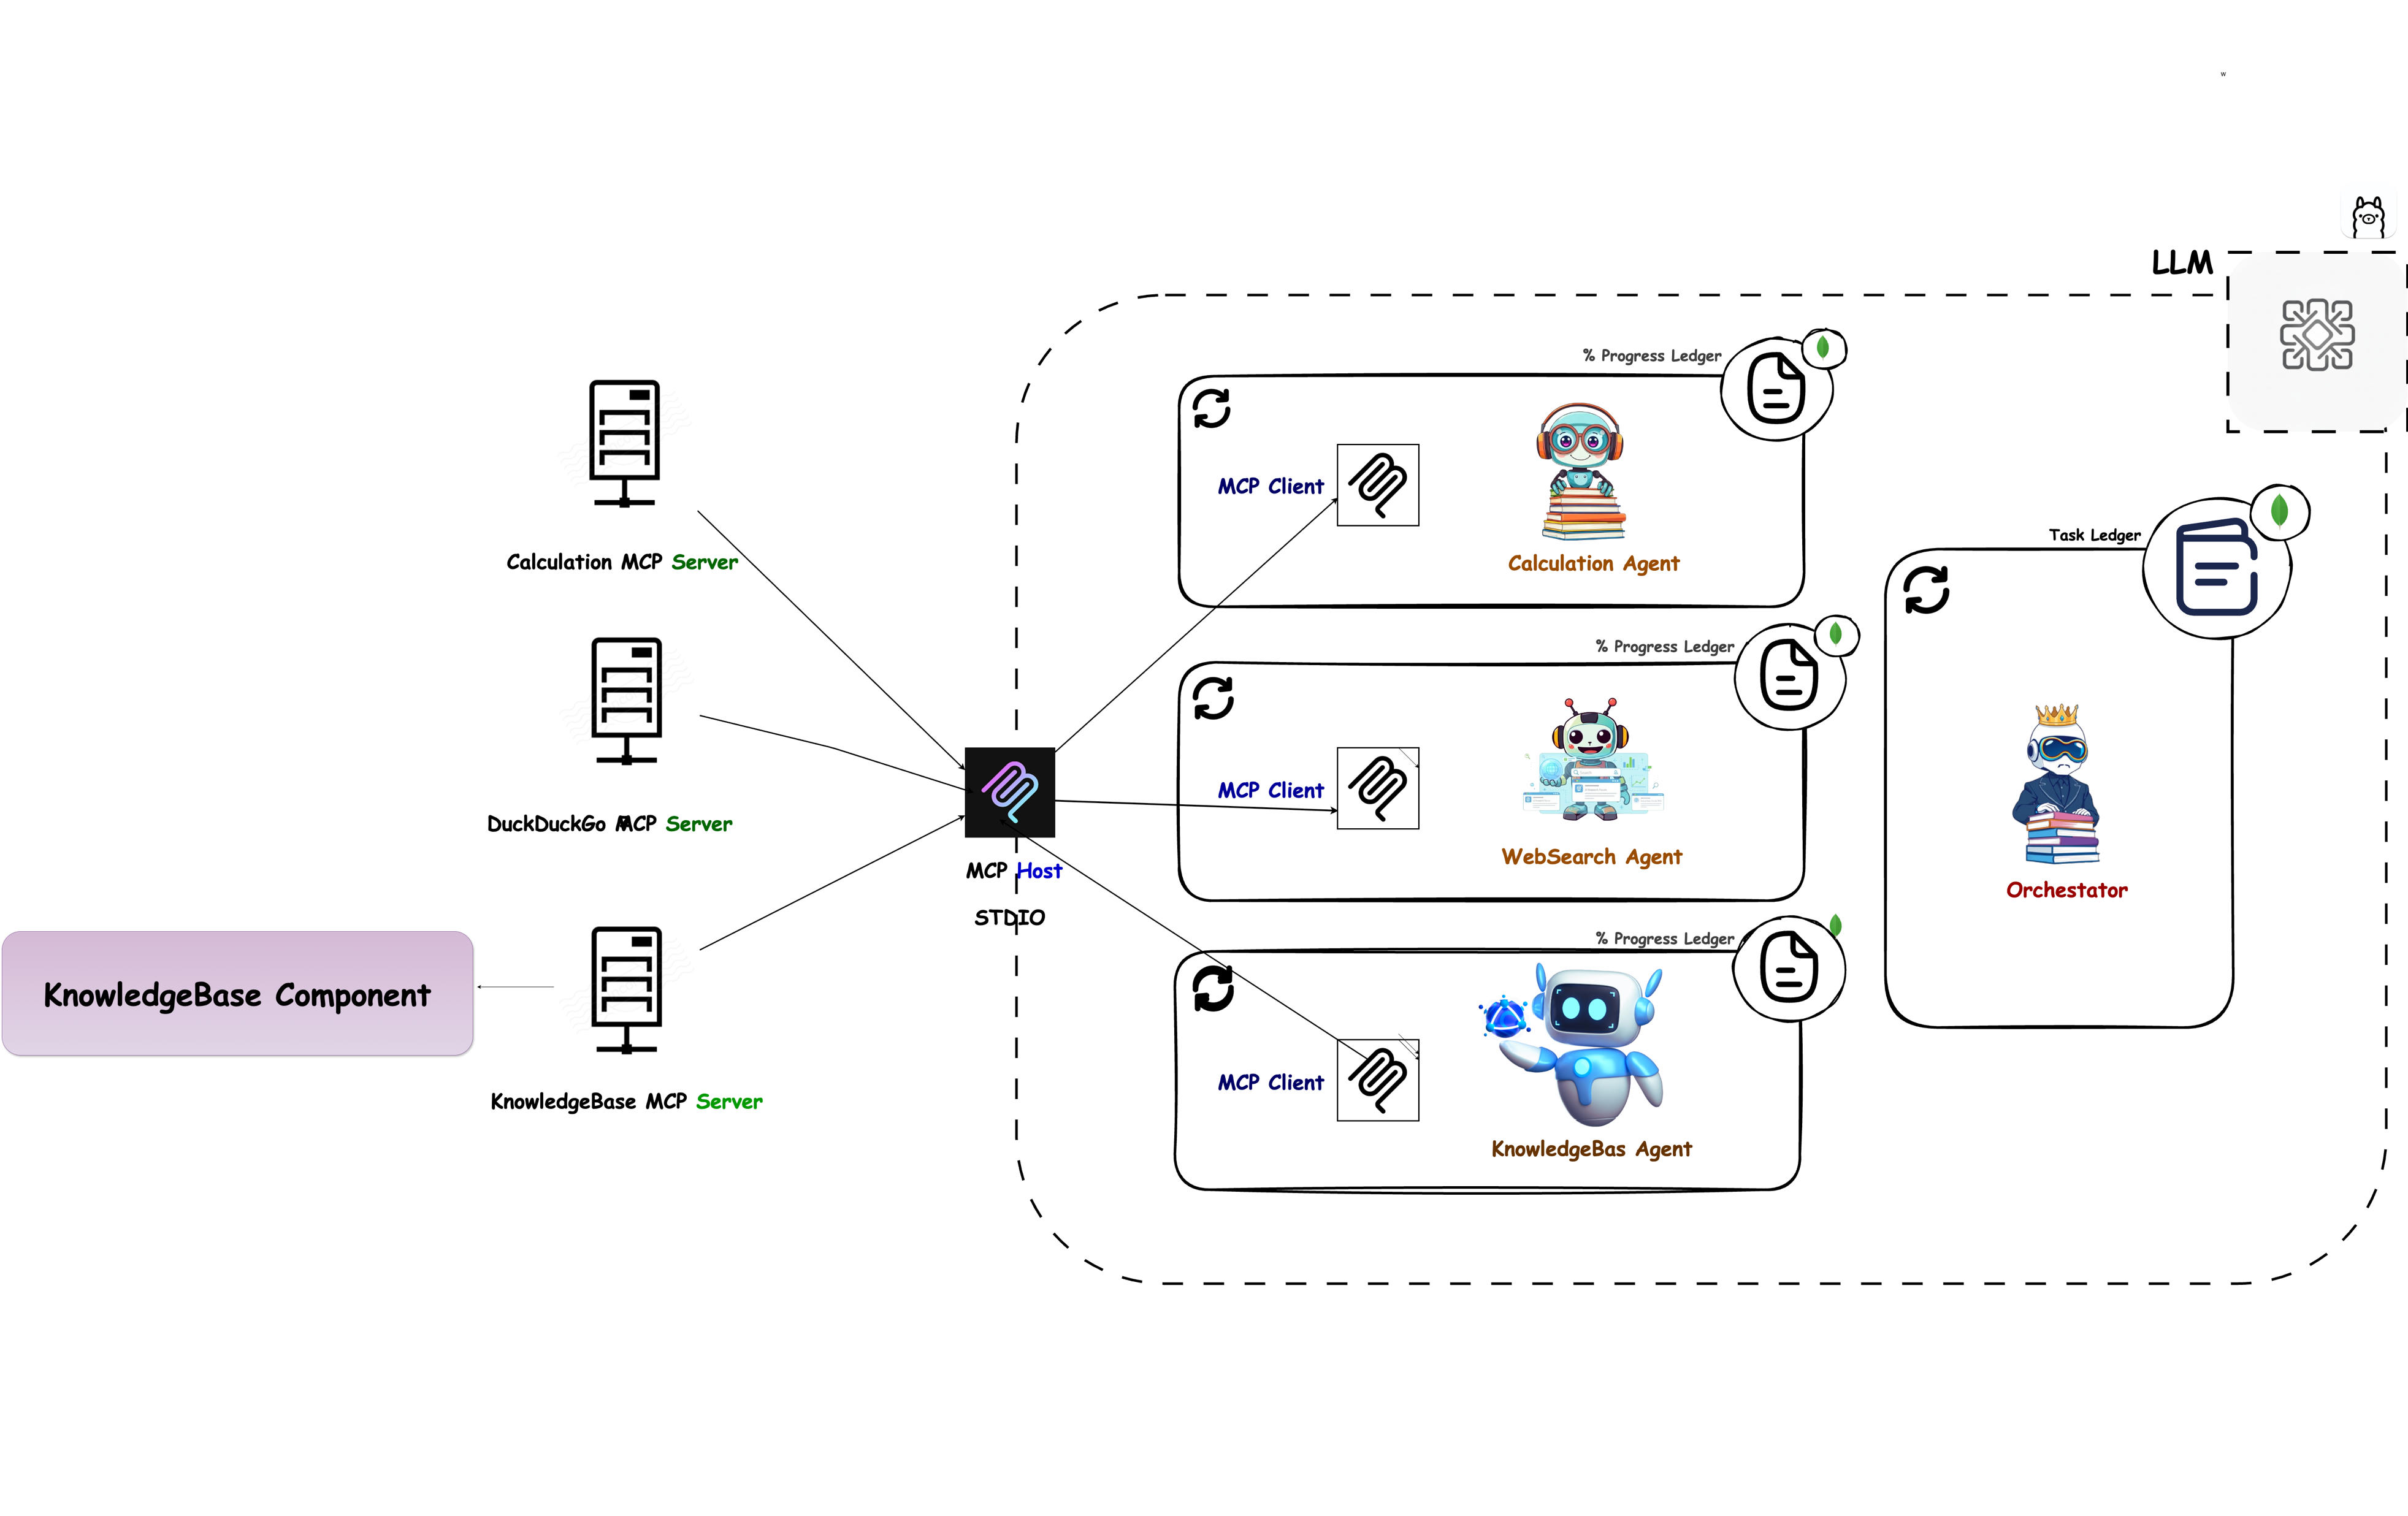 w
LLM
% Progress Ledger
MCP Client
Calculation Agent
Calculation MCP Server
Task Ledger
% Progress Ledger
MCP Client
WebSearch Agent
DuckDuckGo MCP Server
MCP Host
STDIO
Orchestator
% Progress Ledger
KnowledgeBase Component
MCP Client
KnowledgeBase MCP Server
KnowledgeBas Agent